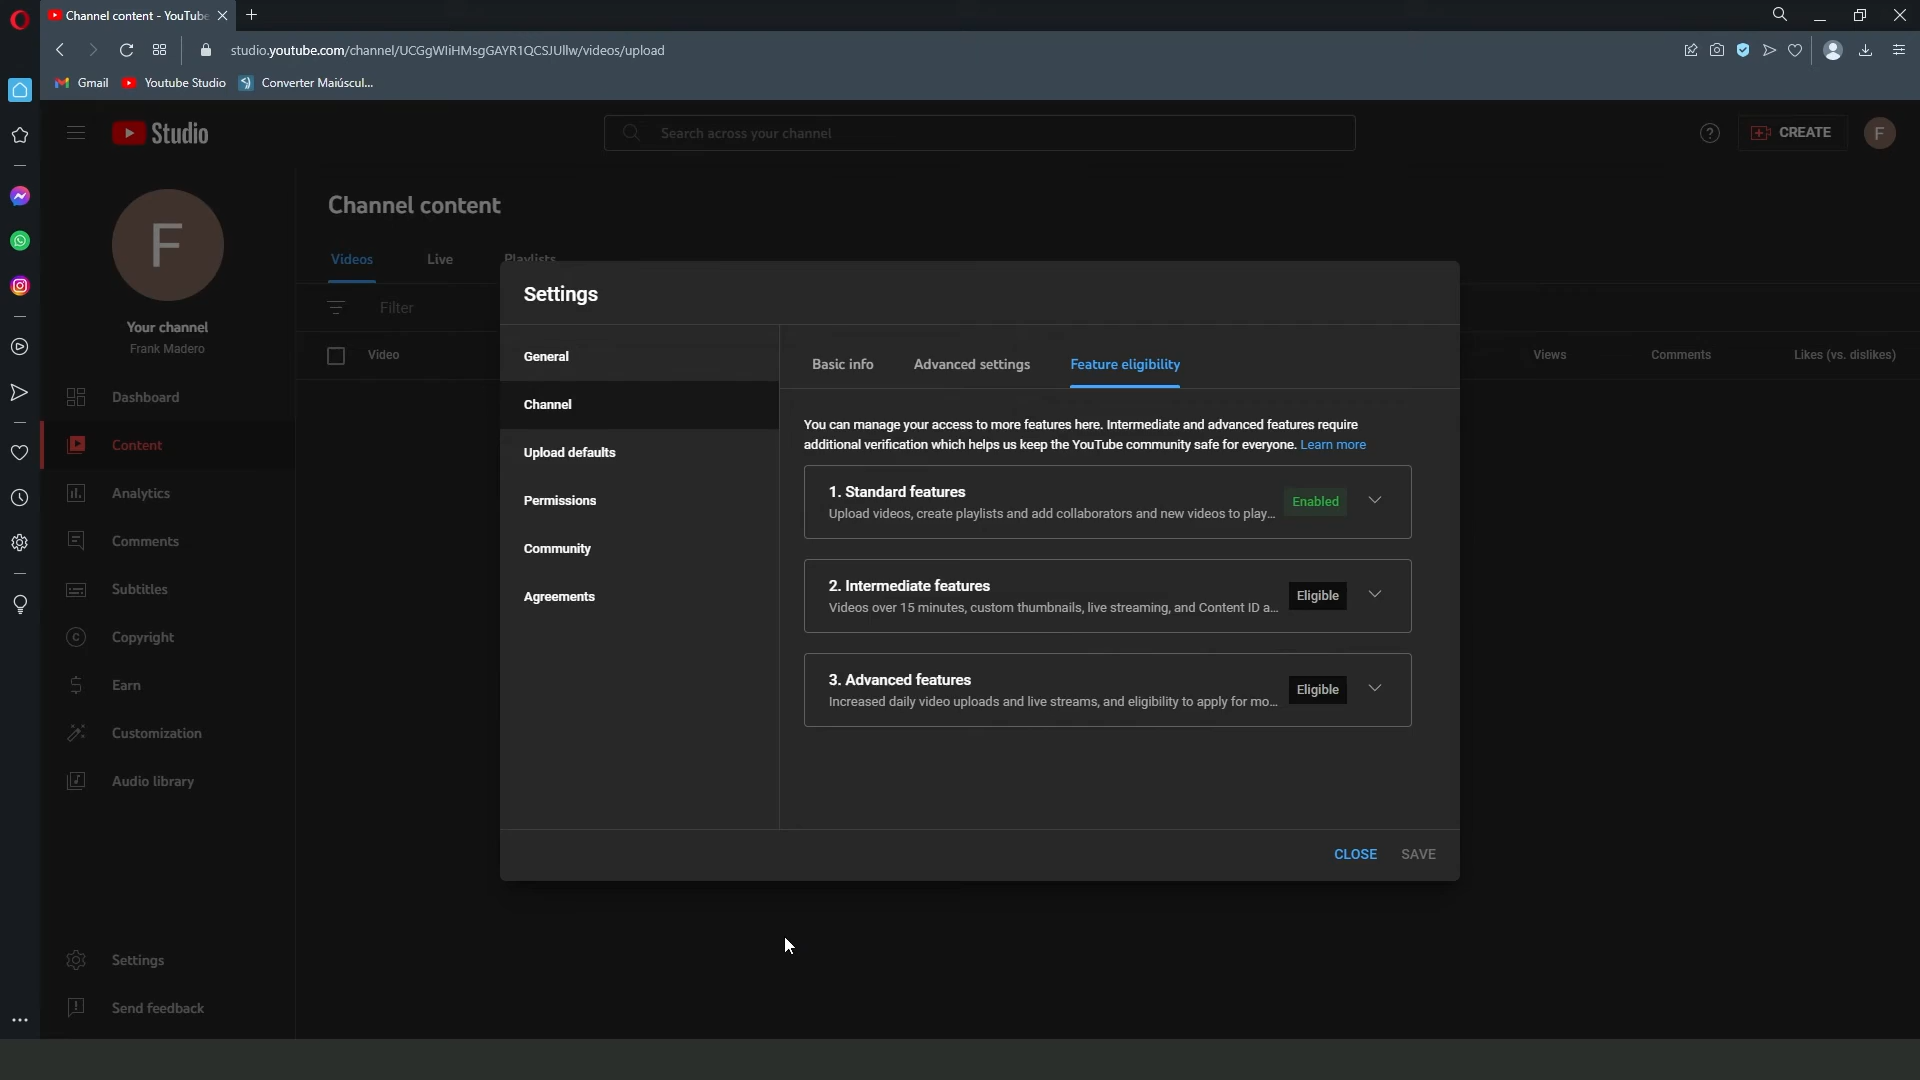 Channel content - YouTube
studio.youtube.com/channel/UCGgWliHMsgGAYR1QCSJUllw/videos/upload
Gmail
Youtube Studio
Converter Maiúscul...
Studio
Search across your channel
CREATE
F
F
Your channel
Frank Madero
Dashboard
Content
Analytics
Comments
Subtitles
Copyright
Earn
Customization
Audio library
Settings
Send feedback
Channel content
Videos
Live
Playlists
Filter
Video
Views
Comments
Likes (vs. dislikes)
Settings
General
Channel
Upload defaults
Permissions
Community
Agreements
Basic info
Advanced settings
Feature eligibility
You can manage your access to more features here. Intermediate and advanced features require
additional verification which helps us keep the YouTube community safe for everyone. Learn more
1. Standard features
Upload videos, create playlists and add collaborators and new videos to play...
Enabled
2. Intermediate features
Videos over 15 minutes, custom thumbnails, live streaming, and Content ID a...
Eligible
3. Advanced features
Increased daily video uploads and live streams, and eligibility to apply for mo...
Eligible
CLOSE
SAVE